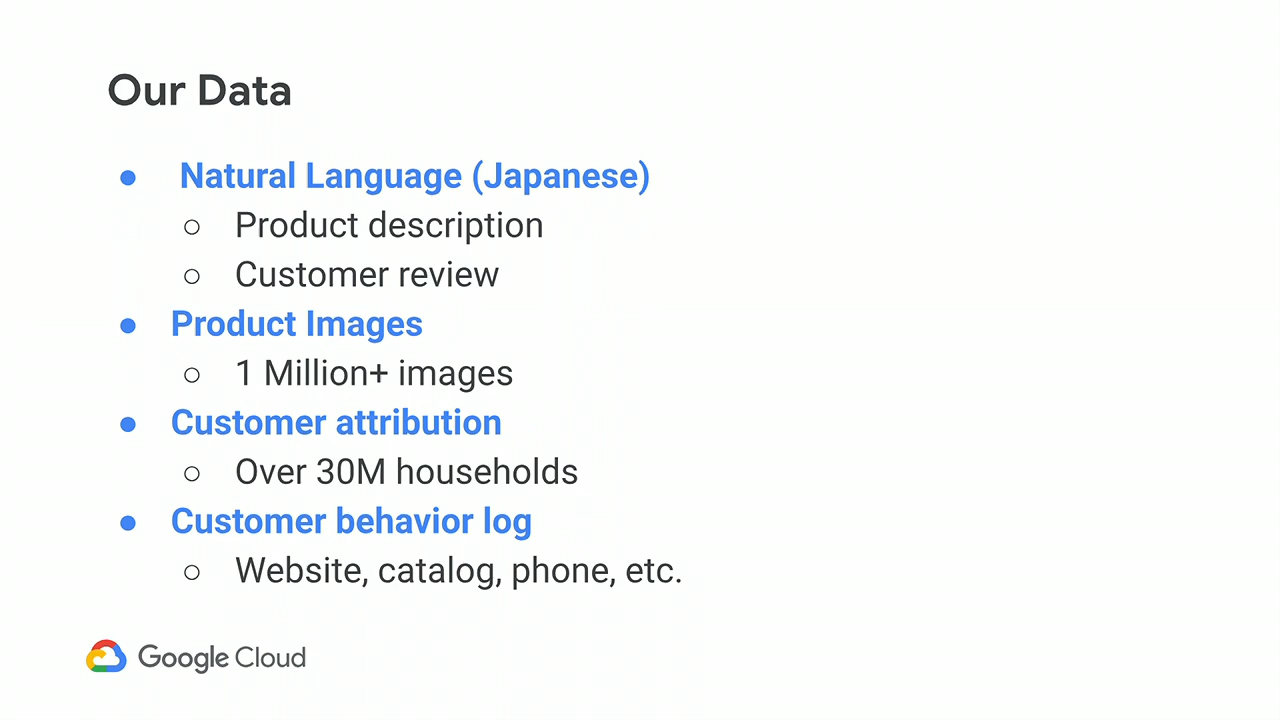 Our Data
● Natural Language (Japanese)
○ Product description
○ Customer review
● Product Images
○ 1 Million+ images
● Customer attribution
○ Over 30M households
● Customer behavior log
○ Website, catalog, phone, etc.
Google Cloud